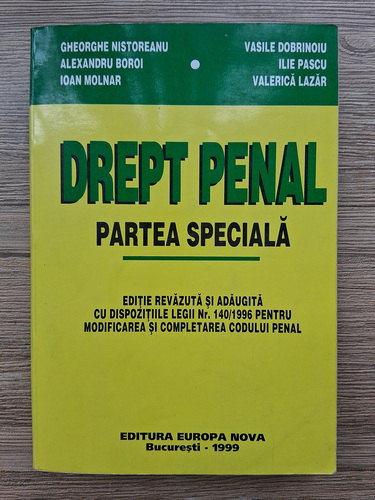 GHEORGHE NISTOREANU
ALEXANDRU BOROI
IOAN MOLNAR
VASILE DOBRINOIU
ILIE PASCU
VALERICĂ LAZĂR
DREPT PENAL
PARTEA SPECIALĂ
EDIȚIE REVĂZUTĂ ȘI ADĂUGITĂ
CU DISPOZIȚIILE LEGII Nr. 140/1996 PENTRU
MODIFICAREA ȘI COMPLETAREA CODULUI PENAL
EDITURA EUROPA NOVA
București - 1999